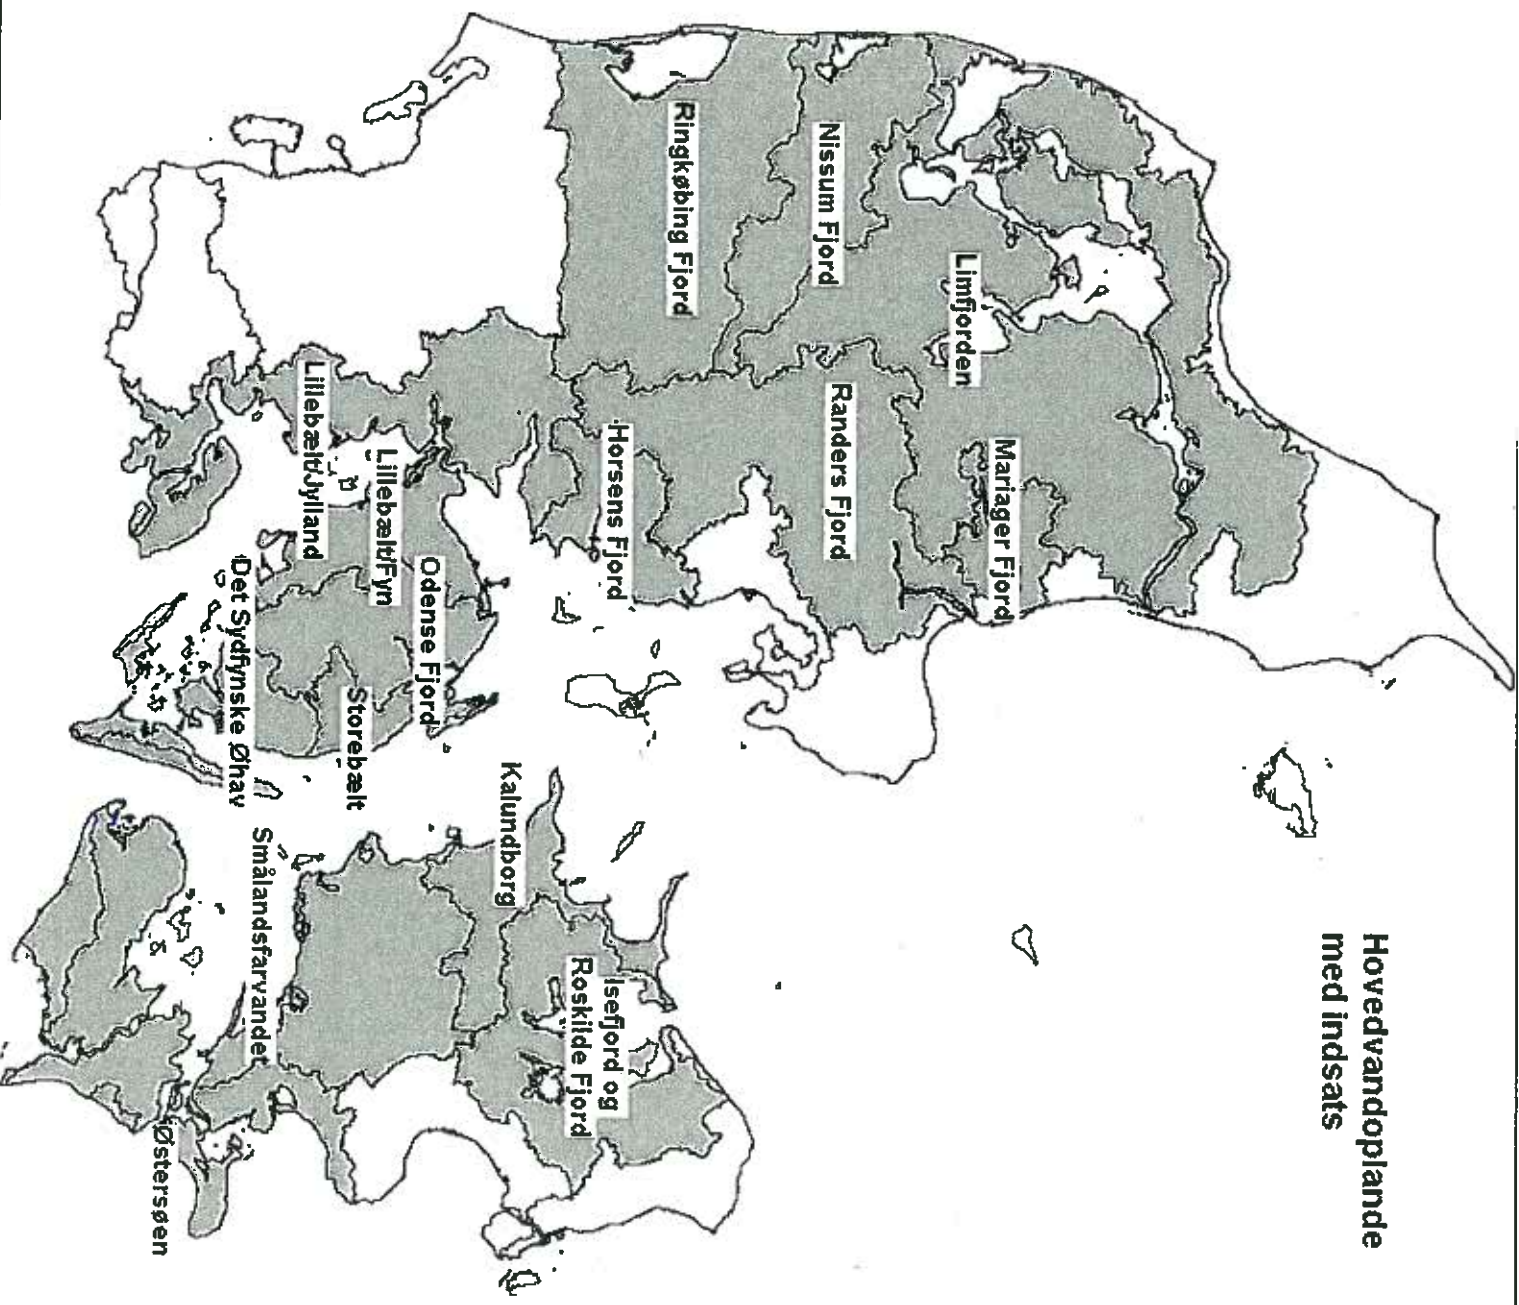 Hovedvandoplande
med indsats
Limfjorden
Mariager Fjord
Nissum Fjord
Randers Fjord
Ringkøbing Fjord
Horsens Fjord
Isefjord og
Roskilde Fjord
Kalundborg
Odense Fjord
Lillebælt/Fyn
Storebælt
Lillebælt/Jylland
Smålandsfarvandet
Det Sydfynske Øhav
Østersøen